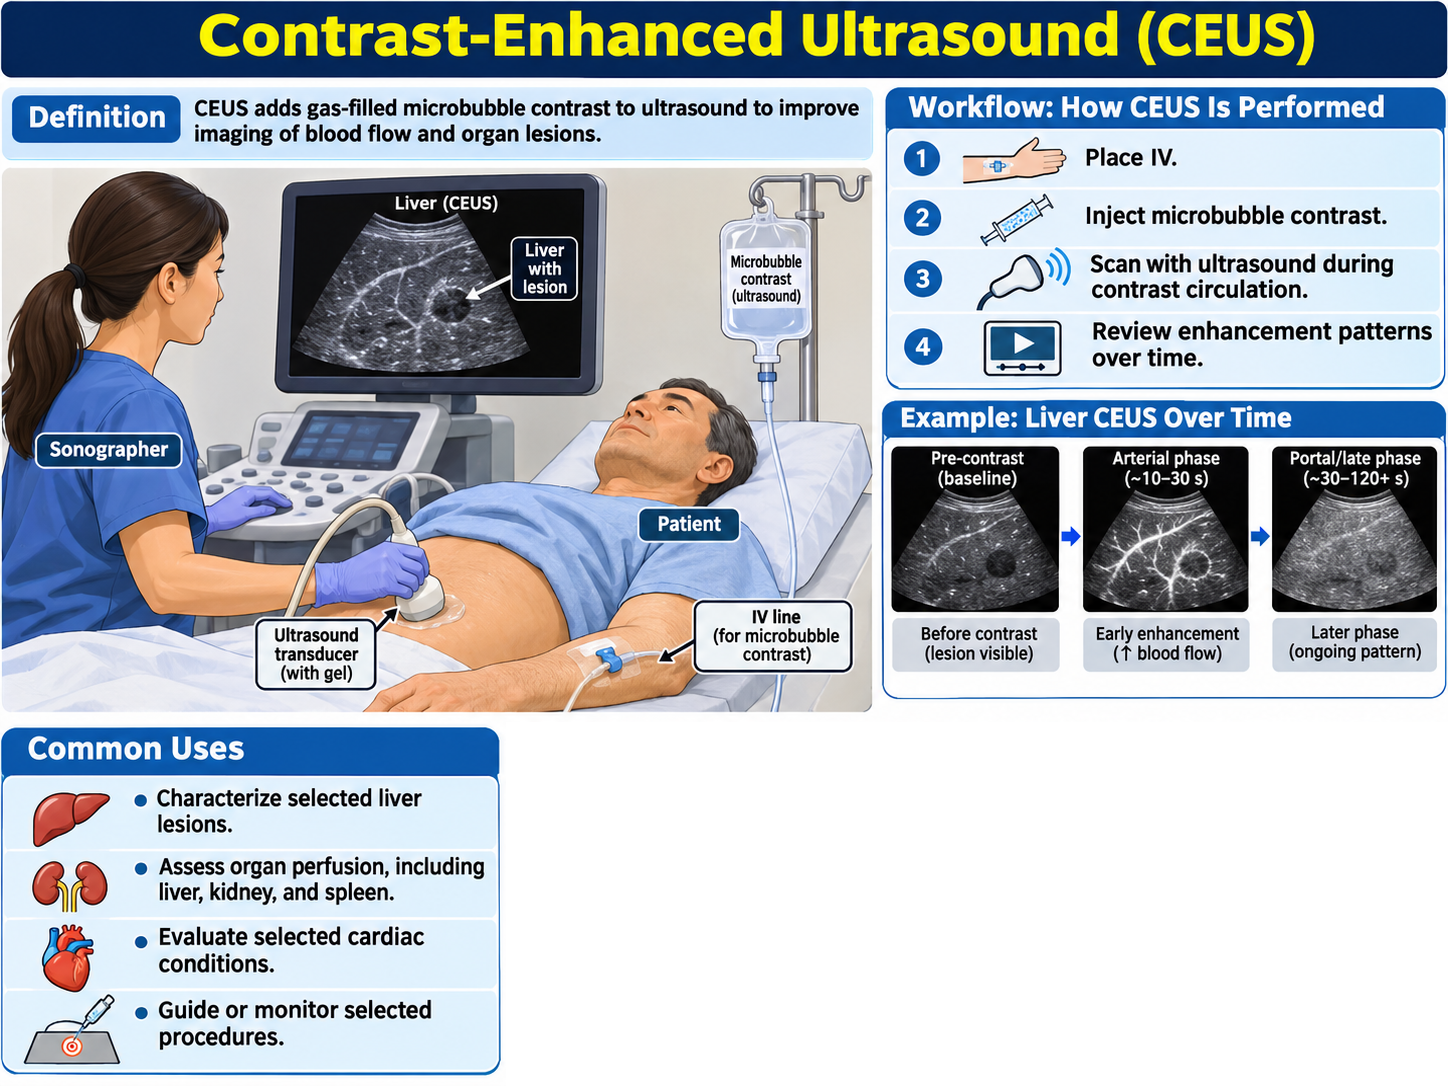 Contrast-Enhanced Ultrasound (CEUS)
Definition
CEUS adds gas-filled microbubble contrast to ultrasound to improve
imaging of blood flow and organ lesions.
Liver (CEUS)
Liver
with
lesion
Microbubble
contrast
(ultrasound)
Sonographer
Patient
Ultrasound
transducer
(with gel)
IV line
(for microbubble
contrast)
Workflow: How CEUS Is Performed
1
Place IV.
2
Inject microbubble contrast.
3
Scan with ultrasound during
contrast circulation.
4
Review enhancement patterns
over time.
Example: Liver CEUS Over Time
Pre-contrast
(baseline)
Before contrast
(lesion visible)
Arterial phase
(~10–30 s)
Early enhancement
(↑ blood flow)
Portal/late phase
(~30–120+ s)
Later phase
(ongoing pattern)
Common Uses
• Characterize selected liver
lesions.
• Assess organ perfusion, including
liver, kidney, and spleen.
• Evaluate selected cardiac
conditions.
• Guide or monitor selected
procedures.